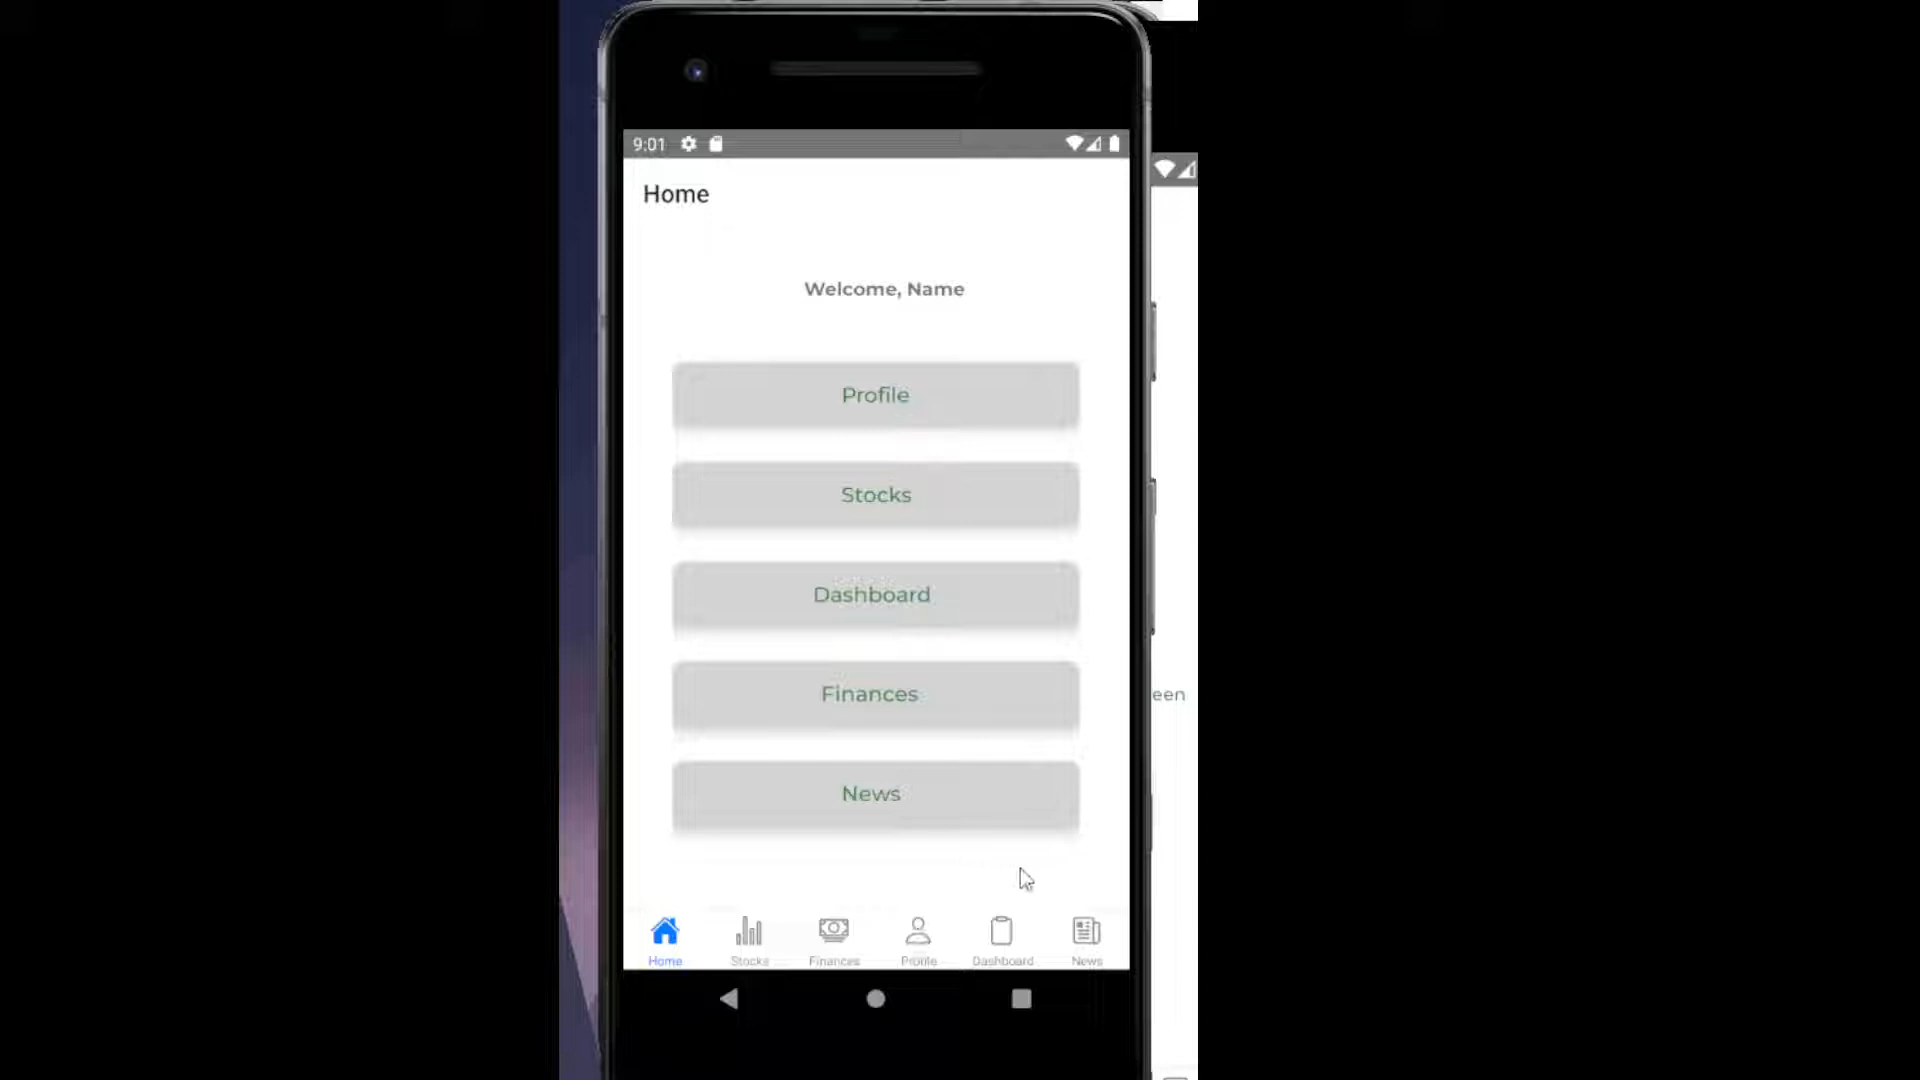 9:01
Home
Welcome, Name
Profile
Stocks
Dashboard
Finances
een
News
Home Stocks Finances Profile Dashboard News